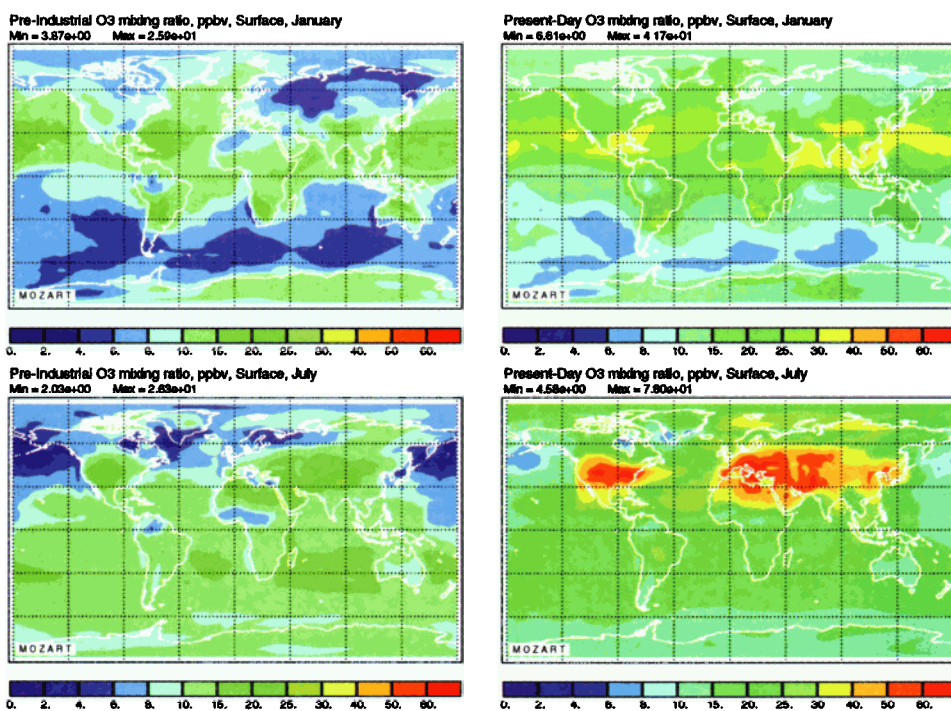 Pre-Industrial O3 mixing ratio, ppbv, Surface, January
Min = 3.87e+00 Max = 2.59e+01
MOZART
0. 2. 4. 6. 8. 10. 15. 20. 25. 30. 40. 50. 60.
Present-Day O3 mixing ratio, ppbv, Surface, January
Min = 6.61e+00 Max = 4.17e+01
MOZART
0. 2. 4. 6. 8. 10. 15. 20. 25. 30. 40. 50. 60.
Pre-Industrial O3 mixing ratio, ppbv, Surface, July
Min = 2.03e+00 Max = 2.63e+01
MOZART
0. 2. 4. 6. 8. 10. 15. 20. 25. 30. 40. 50. 60.
Present-Day O3 mixing ratio, ppbv, Surface, July
Min = 4.58e+00 Max = 7.80e+01
MOZART
0. 2. 4. 6. 8. 10. 15. 20. 25. 30. 40. 50. 60.